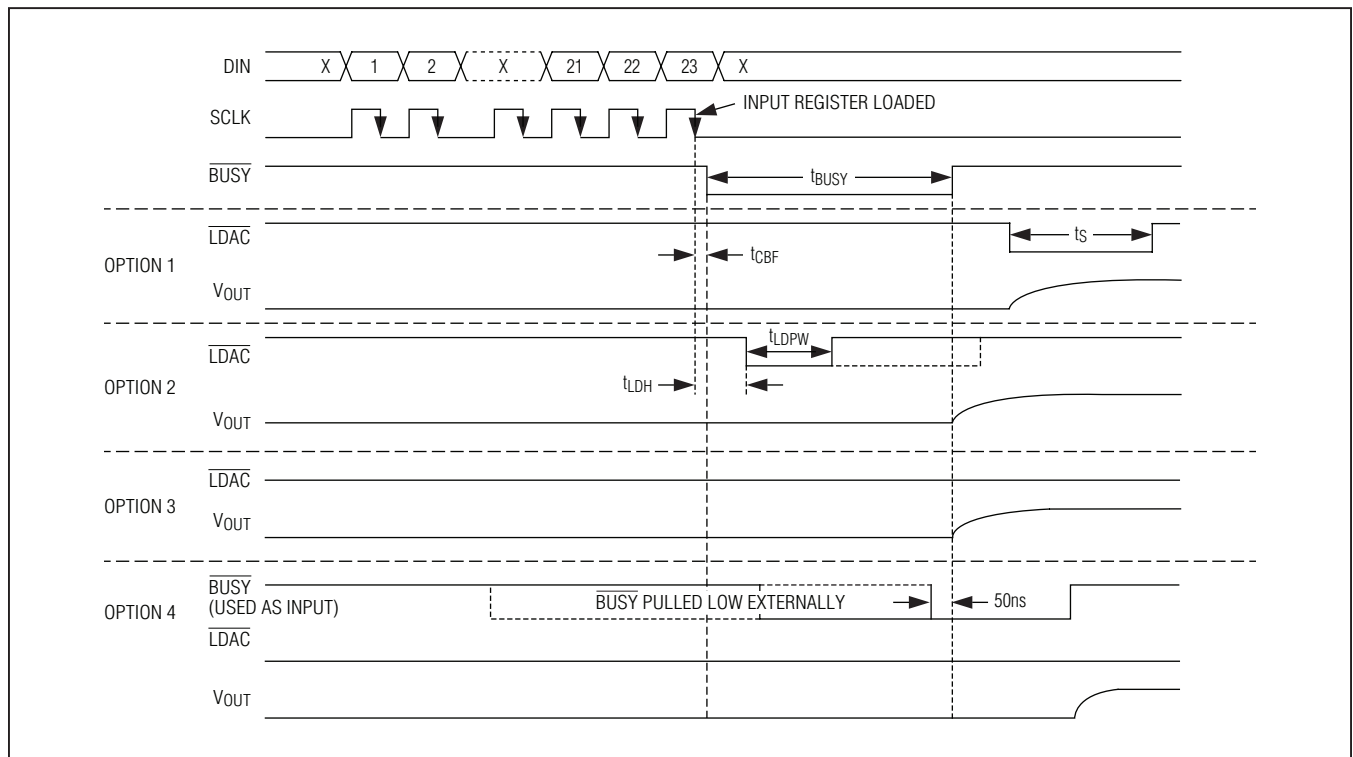 DIN X 1 2 X 21 22 23 X
SCLK INPUT REGISTER LOADED
BUSY tBUSY
LDAC tS
OPTION 1 tCBF
VOUT
LDAC tLDPW
OPTION 2 tLDH
VOUT
LDAC
OPTION 3
VOUT
BUSY
OPTION 4 (USED AS INPUT) BUSY PULLED LOW EXTERNALLY 50ns
LDAC
VOUT